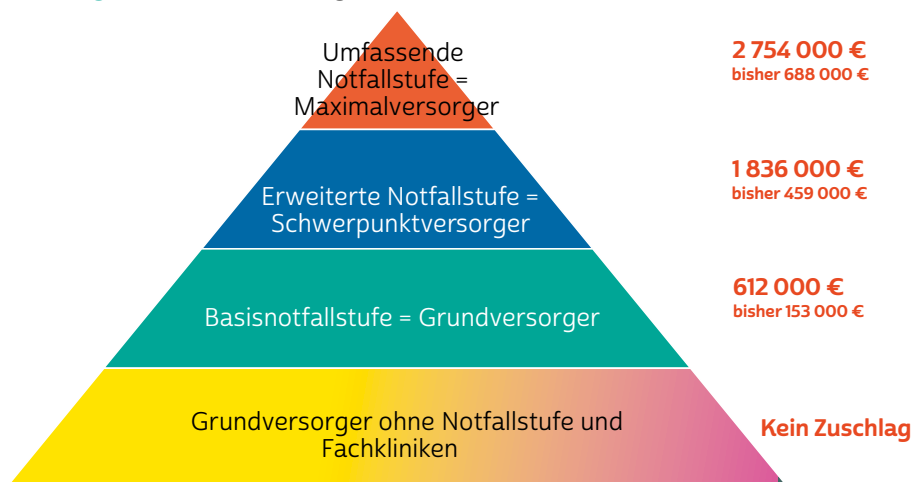 Umfassende
Notfallstufe =
Maximalversorger
2 754 000 €
bisher 688 000 €
Erweiterte Notfallstufe =
Schwerpunktversorger
1 836 000 €
bisher 459 000 €
Basisnotfallstufe = Grundversorger
612 000 €
bisher 153 000 €
Grundversorger ohne Notfallstufe und
Fachkliniken
Kein Zuschlag